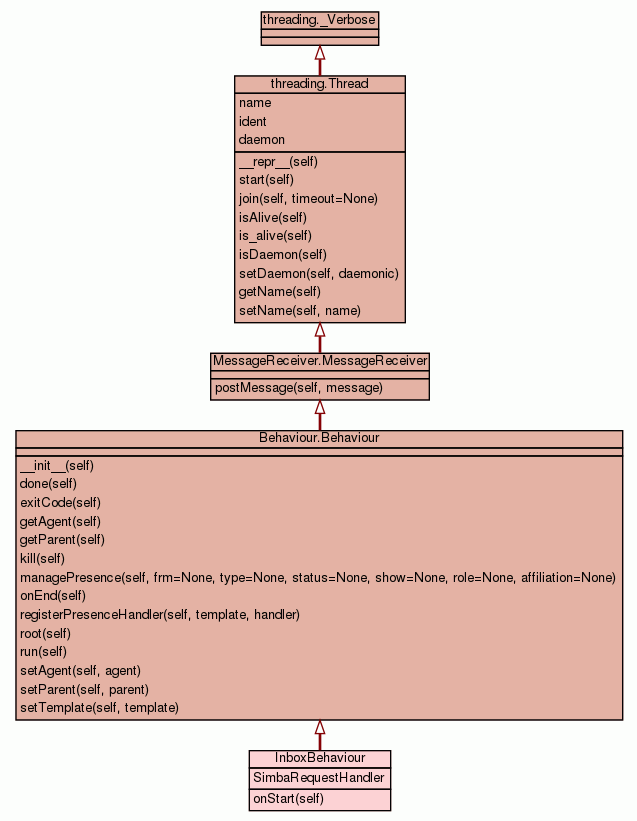 threading._Verbose
threading.Thread
name
ident
daemon
__repr__(self)
start(self)
join(self, timeout=None)
isAlive(self)
is_alive(self)
isDaemon(self)
setDaemon(self, daemonic)
getName(self)
setName(self, name)
MessageReceiver.MessageReceiver
postMessage(self, message)
Behaviour.Behaviour
__init__(self)
done(self)
exitCode(self)
getAgent(self)
getParent(self)
kill(self)
managePresence(self, frm=None, type=None, status=None, show=None, role=None, affiliation=None)
onEnd(self)
registerPresenceHandler(self, template, handler)
root(self)
run(self)
setAgent(self, agent)
setParent(self, parent)
setTemplate(self, template)
InboxBehaviour
SimbaRequestHandler
onStart(self)